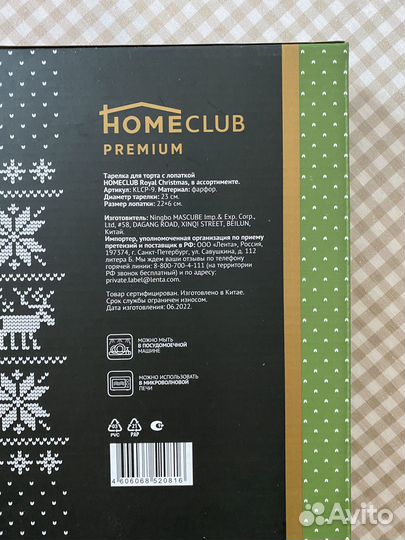 HOMECLUB
PREMIUM
Тарелка для торта с лопаткой
HOMECLUB Royal Christmas, в ассортименте.
Артикул: KLCP-9. Материал: фарфор.
Диаметр тарелки: 23 см.
Размер лопатки: 22×6 см.
Изготовитель: Ningbo MASCUBE Imp.& Exp. Corp.,
Ltd, #58, DAGANG ROAD, XINQI STREET, BEILUN,
Китай.
Импортер, уполномоченная организация по приему
претензий и поставщик в РФ: ООО «Лента», Россия,
197374, г. Санкт-Петербург, ул. Савушкина, д. 112
литера Б. Мы ждем ваши отзывы по телефону
горячей линии: 8-800-700-4-111 (на территории
РФ звонок бесплатный) и по адресу:
private.label@lenta.com.
Товар сертифицирован. Изготовлено в Китае.
Срок службы ограничен износом.
Дата изготовления: 06.2022.
МОЖНО МЫТЬ
В ПОСУДОМОЕЧНОЙ
МАШИНЕ
МОЖНО ИСПОЛЬЗОВАТЬ
В МИКРОВОЛНОВОЙ
ПЕЧИ
03
PVC
21
PAP
4 606068 520816
Avito